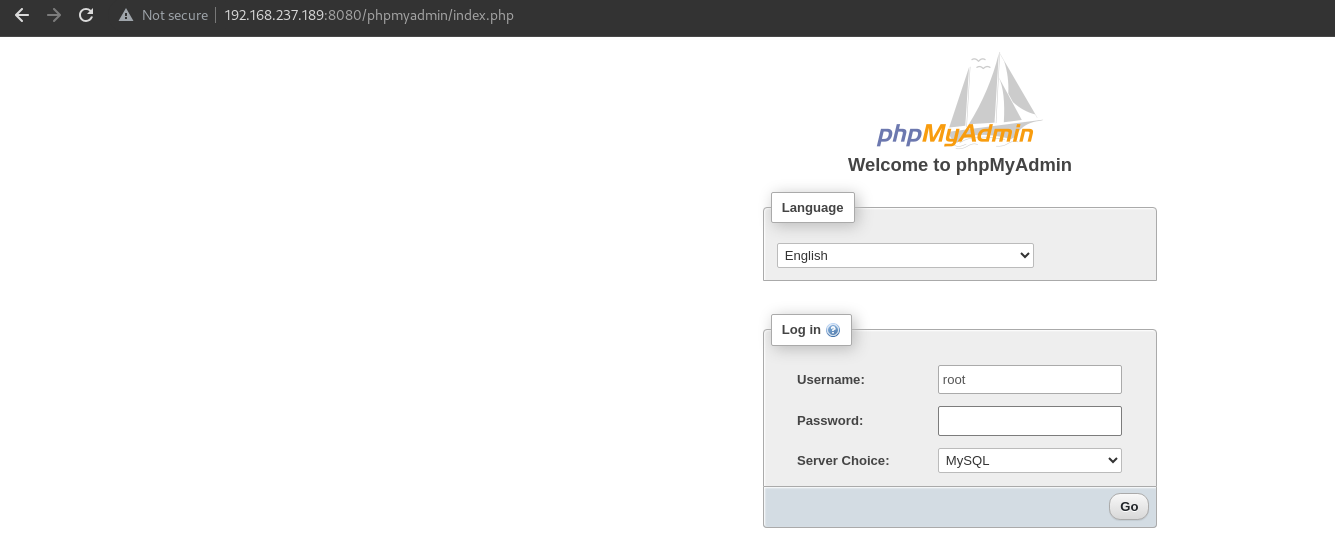 Not secure 192.168.237.189:8080/phpmyadmin/index.php
phpMyAdmin
Welcome to phpMyAdmin
Language
English
Log in
Username: root
Password:
Server Choice: MySQL
Go